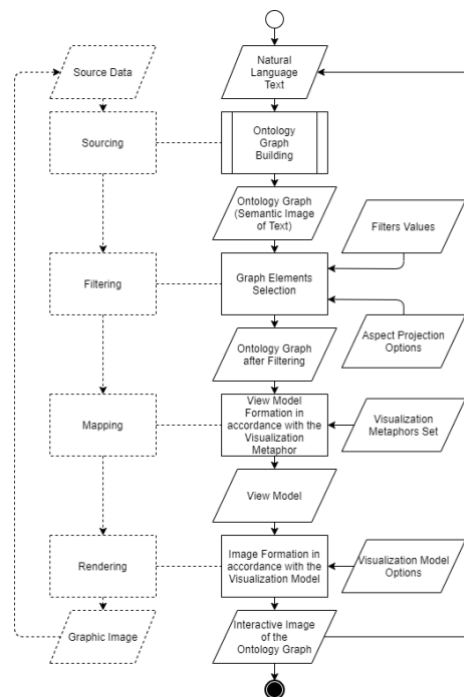 Source Data
Natural
Language
Text
Sourcing
Ontology
Graph
Building
Ontology Graph
(Semantic Image
of Text)
Filters Values
Filtering
Graph Elements
Selection
Ontology Graph
after Filtering
Aspect Projection
Options
Mapping
View Model
Formation in
accordance with the
Visualization
Metaphor
Visualization
Metaphors Set
View Model
Rendering
Image Formation in
accordance with the
Visualization Model
Visualization Model
Options
Graphic Image
Interactive Image
of the
Ontology Graph